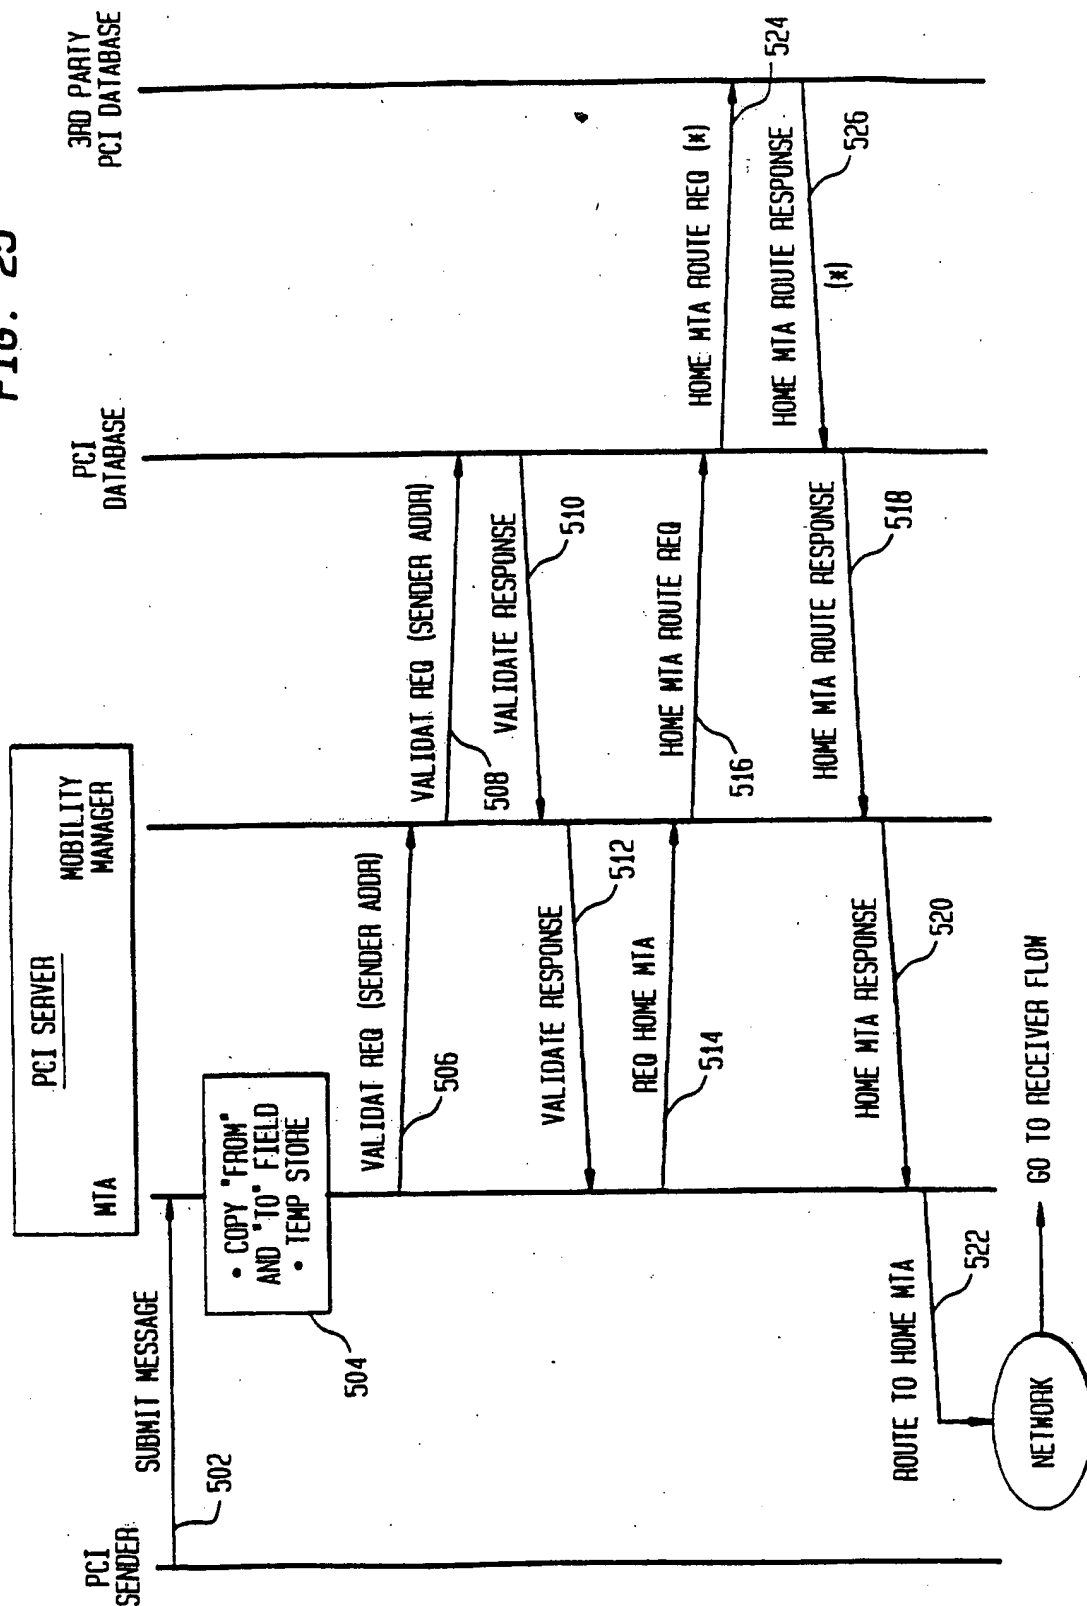 FIG. 25
PCI
SENDER
PCI SERVER
MTA
MOBILITY
MANAGER
PCI
DATABASE
3RD PARTY
PCI DATABASE
SUBMIT MESSAGE
502
• COPY "FROM"
AND "TO" FIELD
• TEMP STORE
504
VALIDAT REQ (SENDER ADDR)
506
VALIDAT REQ (SENDER ADDR)
508
VALIDATE RESPONSE
510
VALIDATE RESPONSE
512
REQ HOME MTA
514
HOME MTA ROUTE REQ
516
HOME MTA ROUTE REQ (*)
524
HOME MTA ROUTE RESPONSE
(*)
526
HOME MTA ROUTE RESPONSE
518
HOME MTA RESPONSE
520
ROUTE TO HOME MTA
522
NETWORK
GO TO RECEIVER FLOW